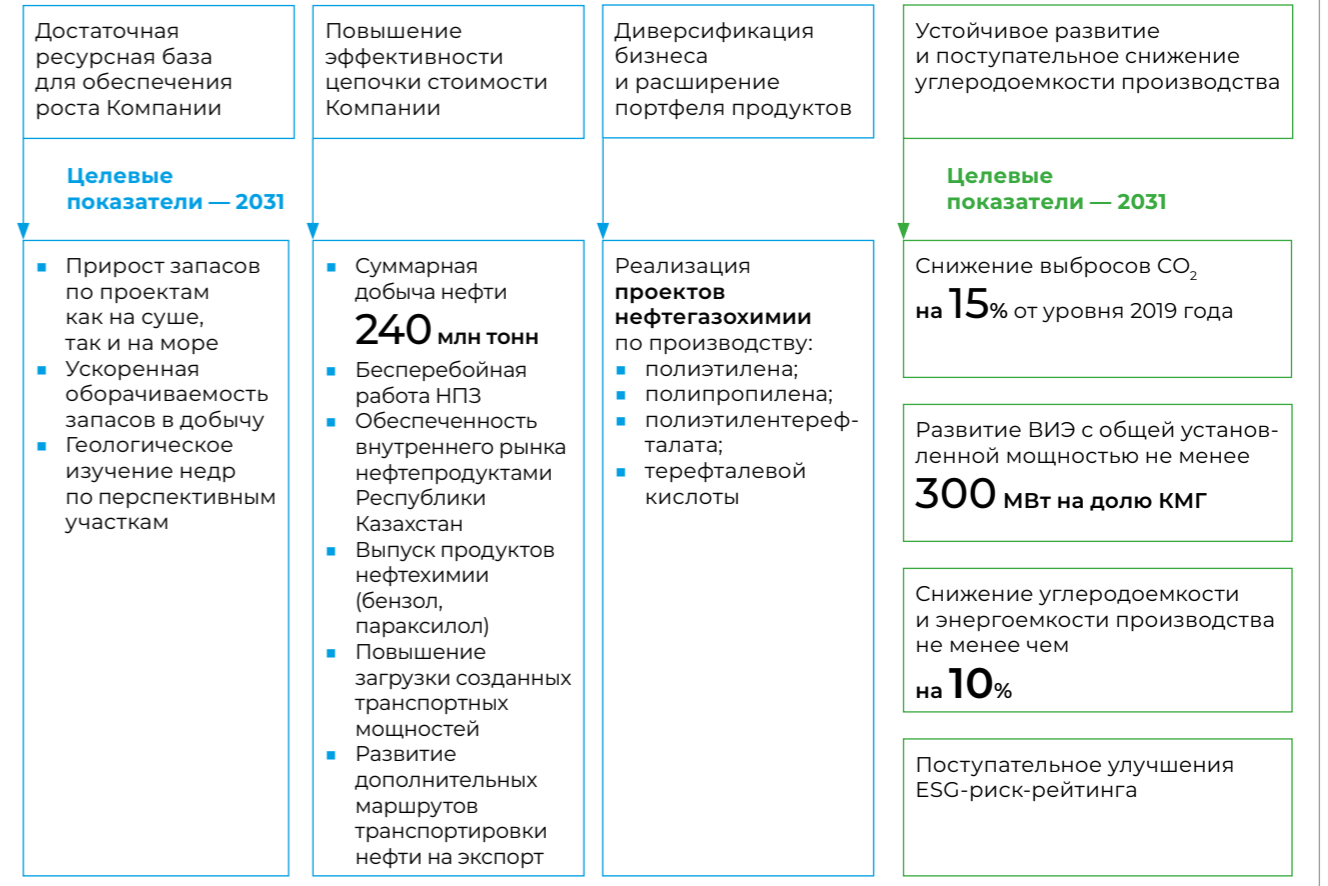 Достаточная
ресурсная база
для обеспечения
роста Компании
Целевые
показатели — 2031
▪ Прирост запасов
по проектам
как на суше,
так и на море
▪ Ускоренная
оборачиваемость
запасов в добычу
▪ Геологическое
изучение недр
по перспективным
участкам
Повышение
эффективности
цепочки стоимости
Компании
▪ Суммарная
добыча нефти
240 млн тонн
▪ Бесперебойная
работа НПЗ
▪ Обеспеченность
внутреннего рынка
нефтепродуктами
Республики
Казахстан
▪ Выпуск продуктов
нефтехимии
(бензол,
параксилол)
▪ Повышение
загрузки созданных
транспортных
мощностей
▪ Развитие
дополнительных
маршрутов
транспортировки
нефти на экспорт
Диверсификация
бизнеса
и расширение
портфеля продуктов
Реализация
проектов
нефтегазохимии
по производству:
▪ полиэтилена;
▪ полипропилена;
▪ полиэтилентереф-
талата;
▪ терефталевой
кислоты
Устойчивое развитие
и поступательное снижение
углеродоемкости производства
Целевые
показатели — 2031
Снижение выбросов CO₂
на 15% от уровня 2019 года
Развитие ВИЭ с общей установ-
ленной мощностью не менее
300 МВт на долю КМГ
Снижение углеродоемкости
и энергоемкости производства
не менее чем
на 10%
Поступательное улучшения
ESG-риск-рейтинга